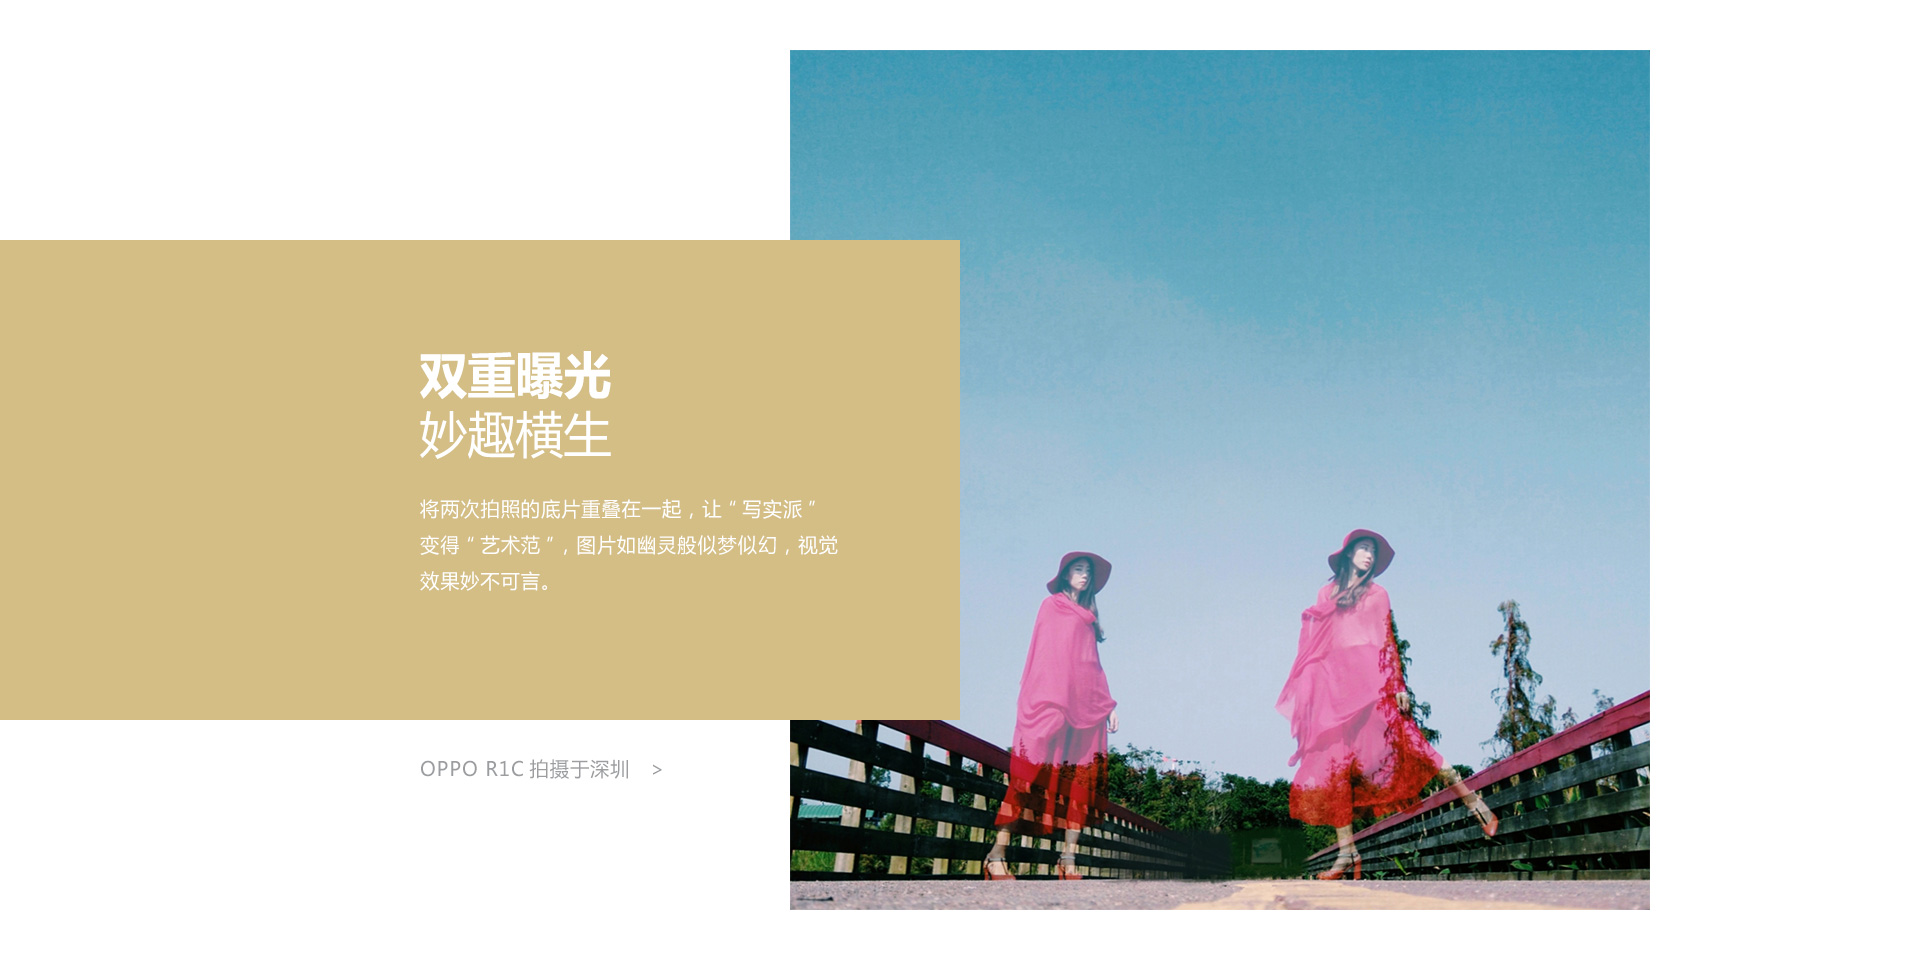 双重曝光
妙趣横生
将两次拍照的底片重叠在一起，让“写实派”
变得“艺术范”，图片如幽灵般似梦似幻，视觉
效果妙不可言。
OPPO R1C 拍摄于深圳 >